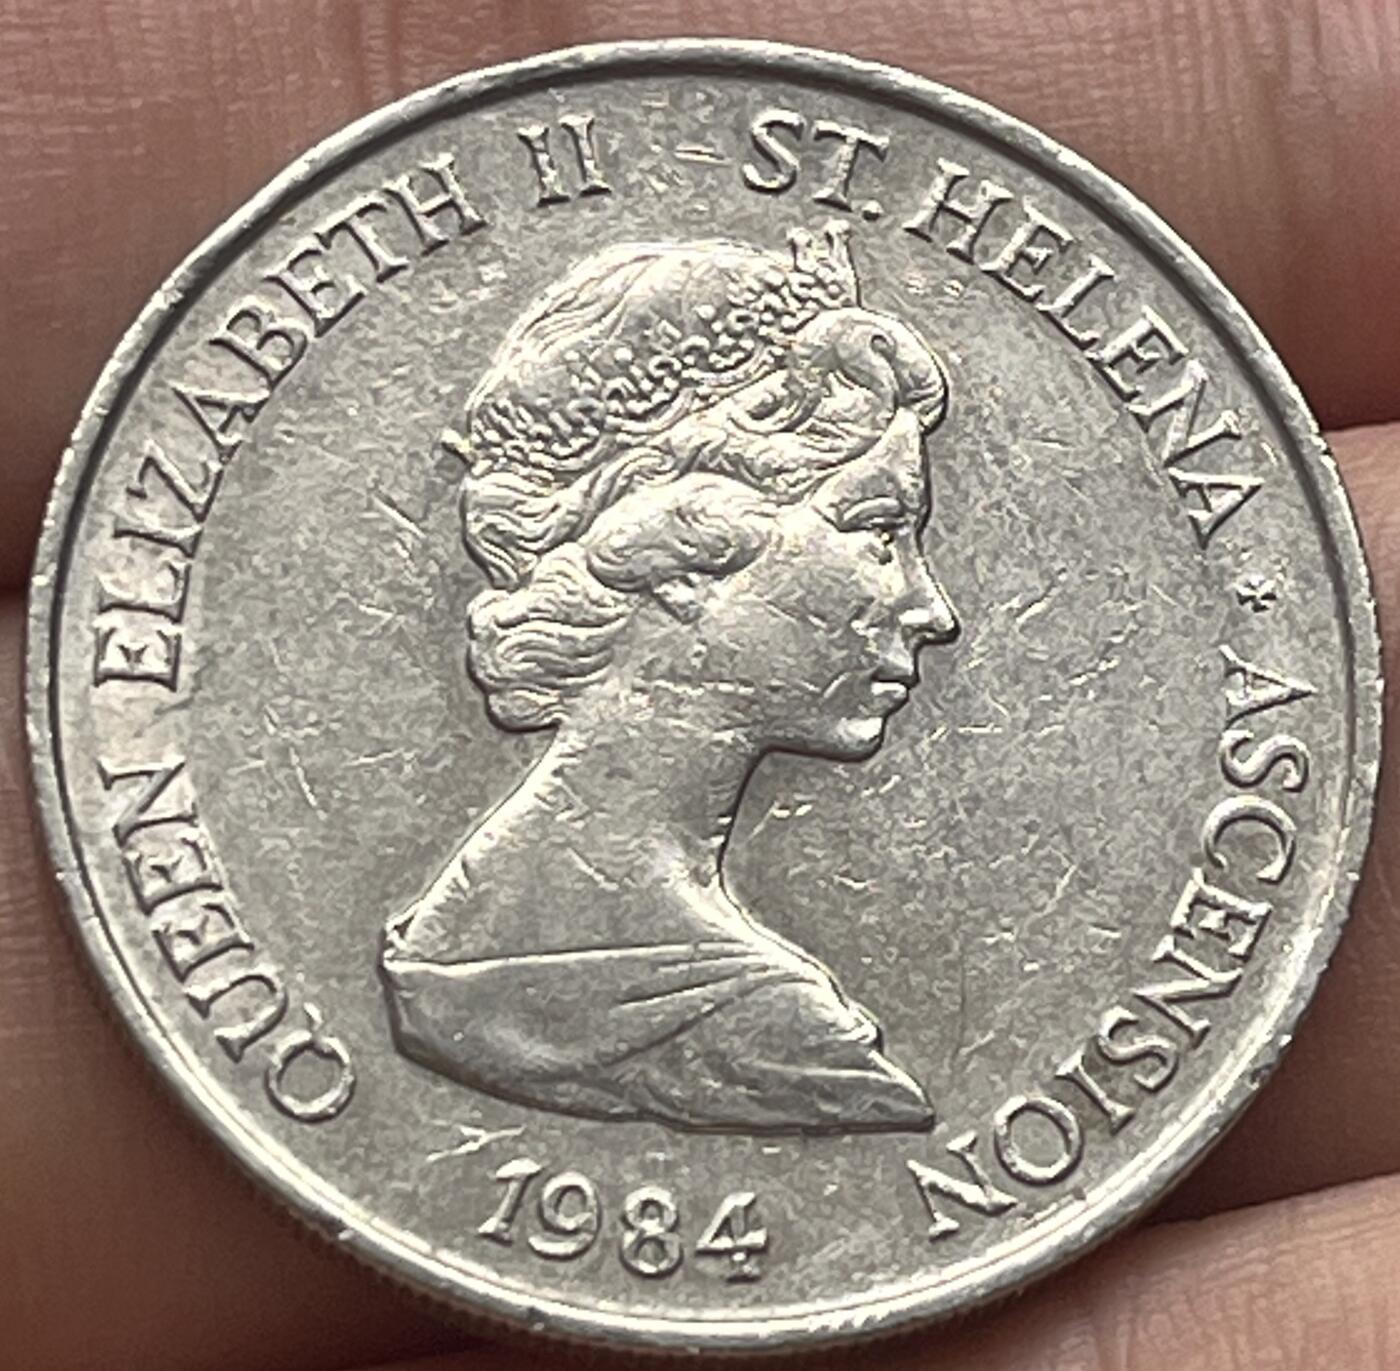 QUEEN ELIZABETH II - ST. HELENA * ASCENSION
1984